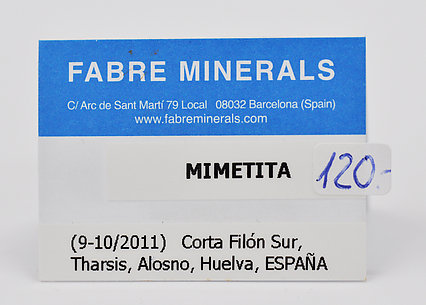 FABRE MINERALS
C/ Arc de Sant Martí 79 Local 08032 Barcelona (Spain)
www.fabreminerals.com
MIMETITA
120.-
(9-10/2011) Corta Filón Sur,
Tharsis, Alosno, Huelva, ESPAÑA